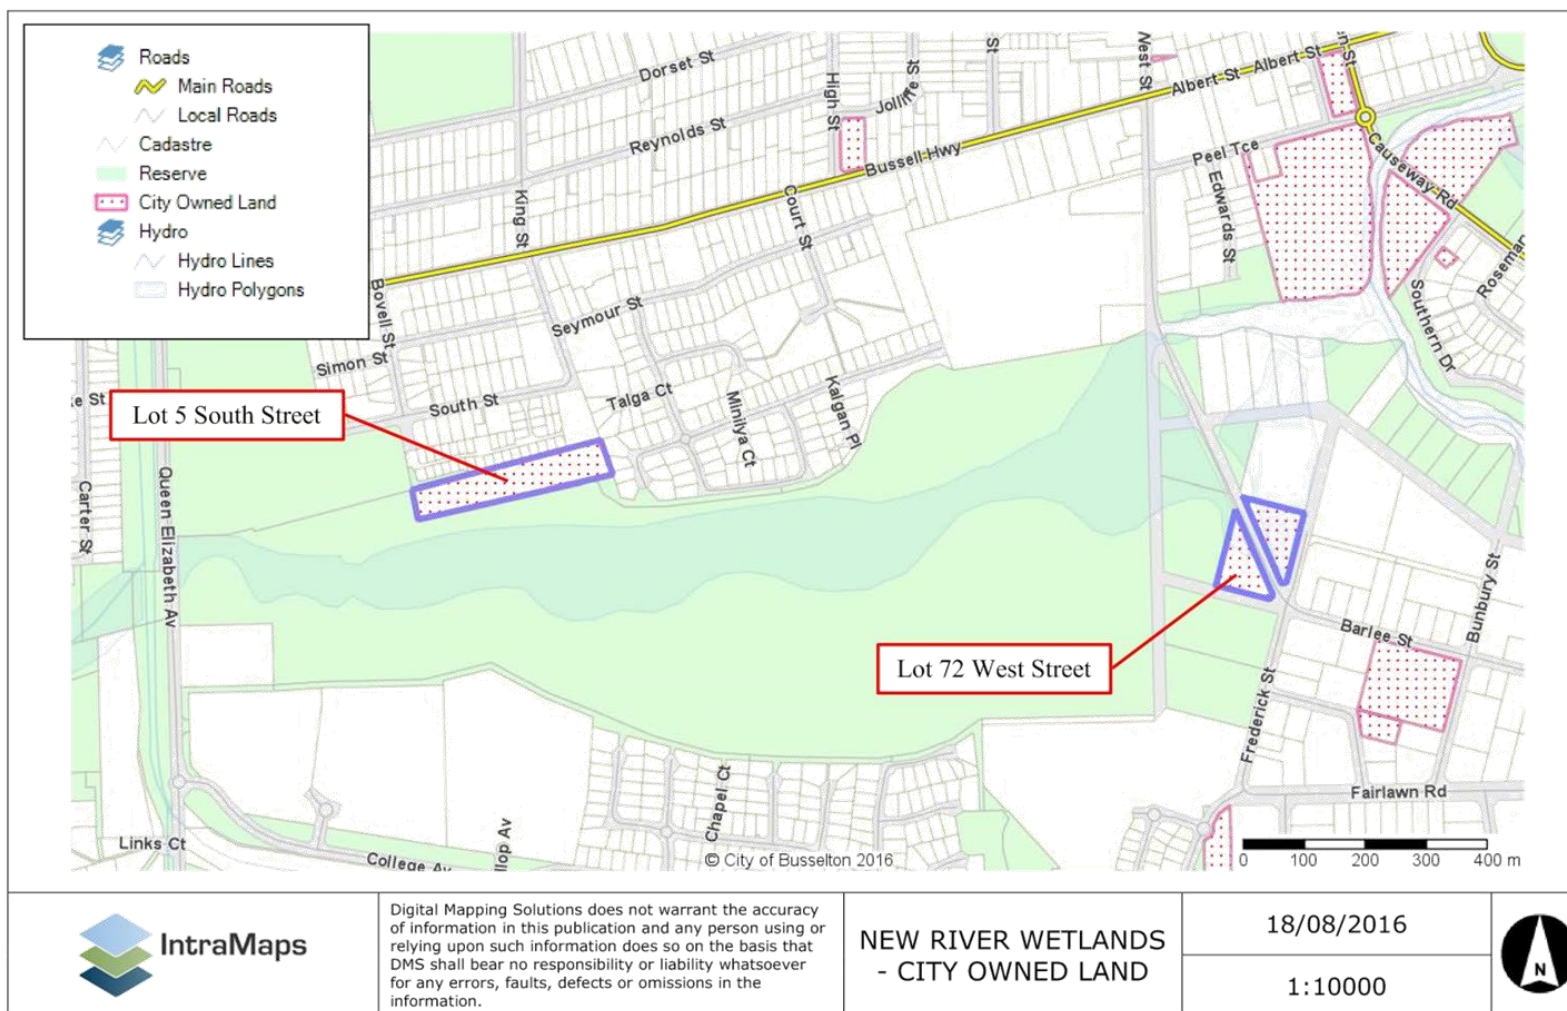 Roads
Main Roads
Local Roads
Cadastre
Reserve
City Owned Land
Hydro
Hydro Lines
Hydro Polygons
Dorset St
Reynolds St
High St
Jolliffe St
St
West St
Albert St
Albert St
Bussell Hwy
Peel Tce
Causeway Rd
Edwards St
King St
Court St
Bovell St
Seymour St
Simon St
South St
Talga Ct
Minilya Ct
Kalgan Pl
Southern Dr
Lot 5 South Street
Carter St
Queen Elizabeth Av
Lot 72 West Street
Barlee St
Bunbury St
Frederick St
Fairlawn Rd
Chapel Ct
Links Ct
College Av
© City of Busselton 2016
0 100 200 300 400 m
IntraMaps
Digital Mapping Solutions does not warrant the accuracy
of information in this publication and any person using or
relying upon such information does so on the basis that
DMS shall bear no responsibility or liability whatsoever
for any errors, faults, defects or omissions in the
information.
NEW RIVER WETLANDS
- CITY OWNED LAND
18/08/2016
1:10000
N